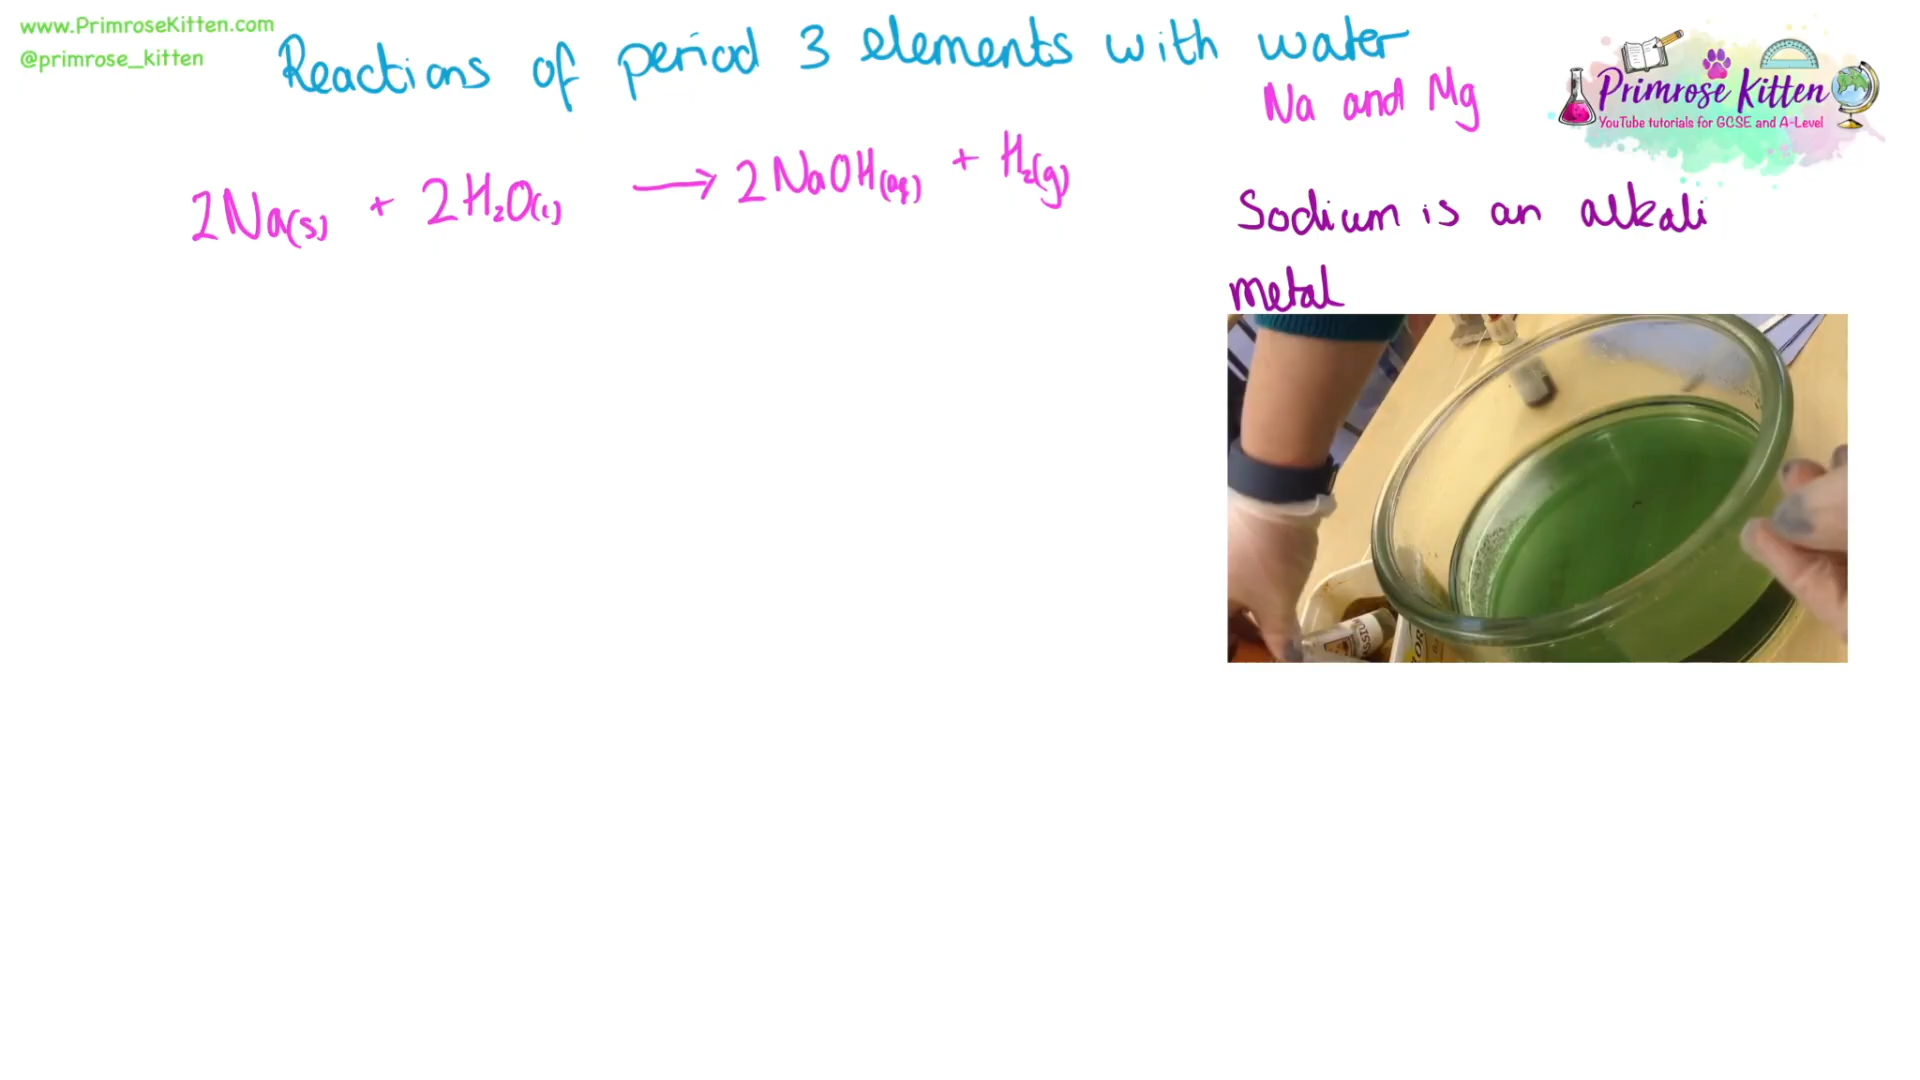 www.PrimroseKitten.com
@primrose_kitten
Reactions of period 3 elements with water
Na and Mg
Primrose Kitten
YouTube tutorials for GCSE and A-Level
2Na(s) + 2H₂O(l) → 2NaOH(aq) + H₂(g)
Sodium is an alkali
metal